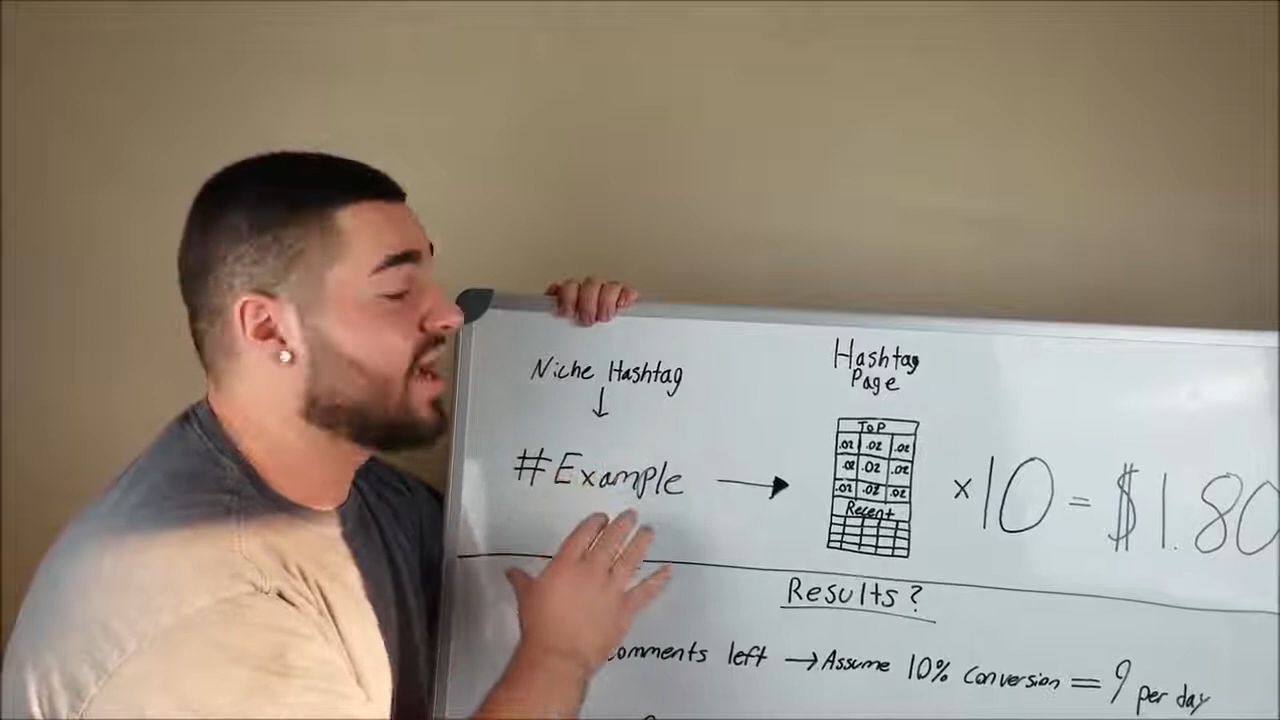 Niche Hashtag
↓
#Example →
Hashtag
Page
TOP
.02 .02 .02
.02 .02 .02
.02 .02 .02
Recent
x10 = $1.80
Results?
comments left → Assume 10% conversion = 9 per day